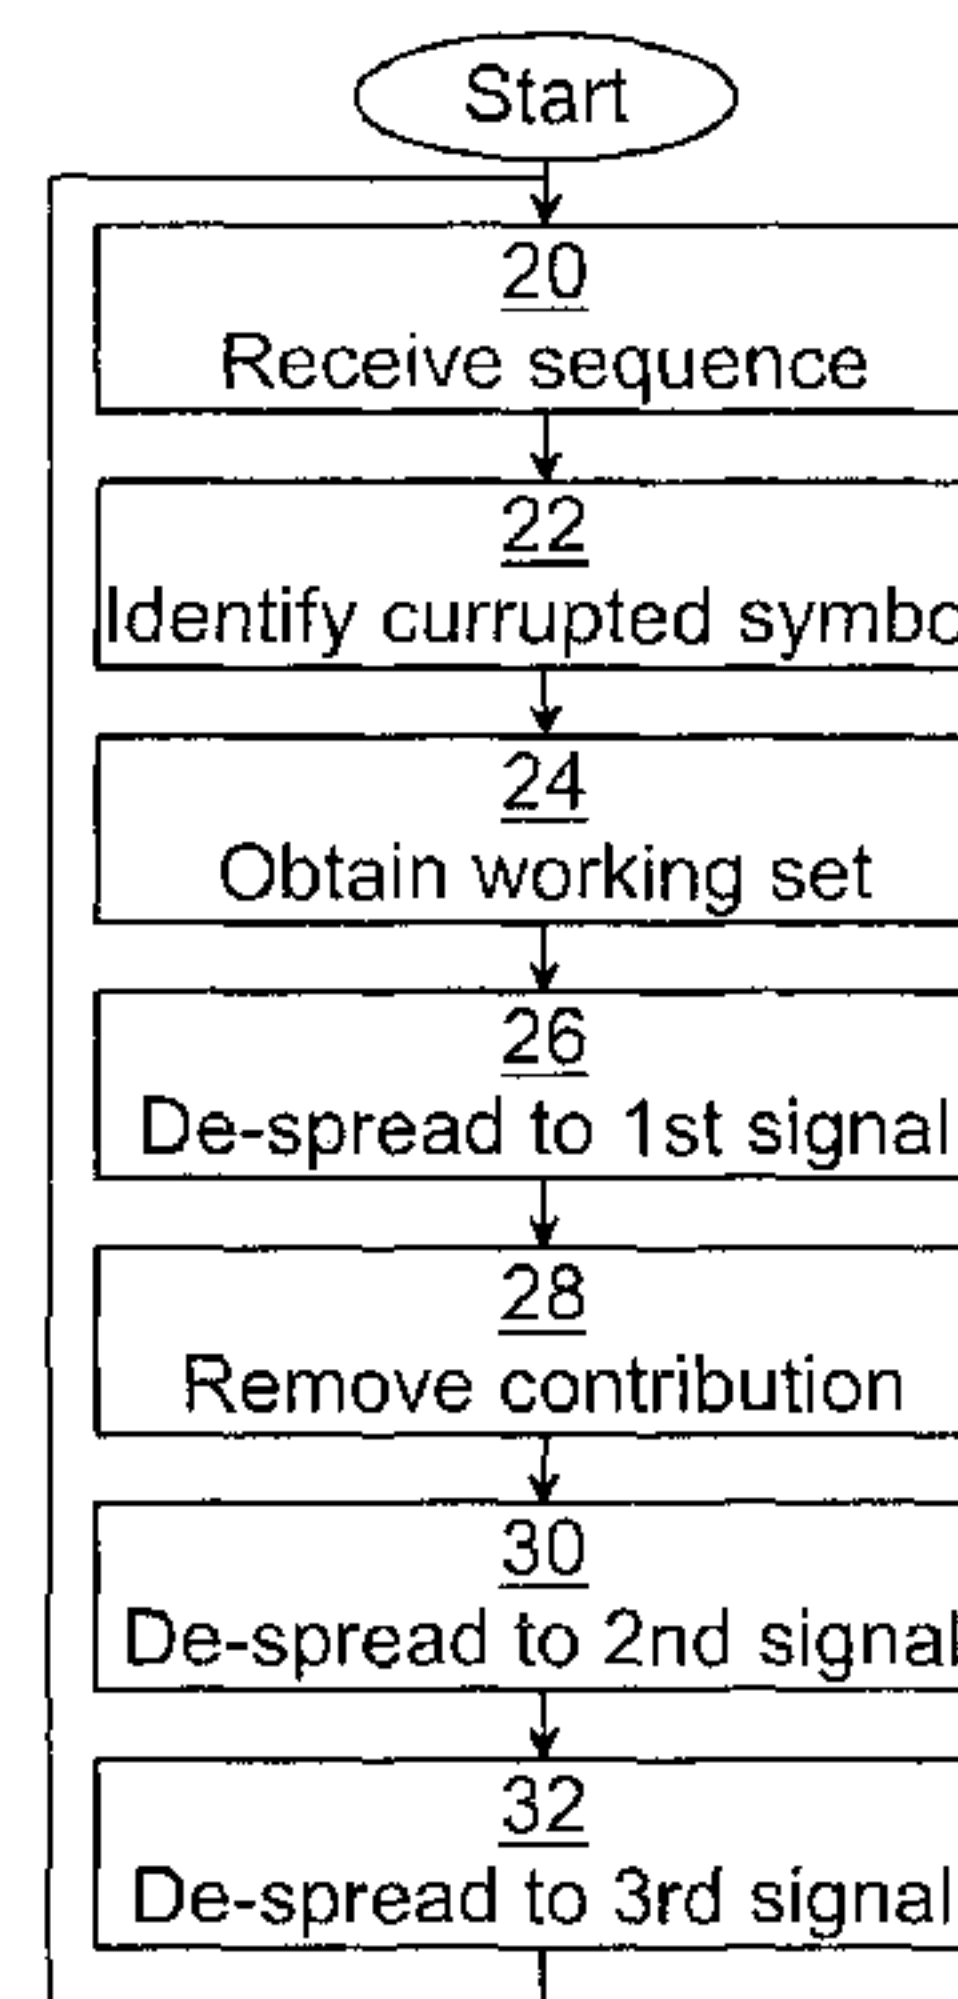 Start
20
Receive sequence
22
Identify currupted symbo
24
Obtain working set
26
De-spread to 1st signal
28
Remove contribution
30
De-spread to 2nd signal
32
De-spread to 3rd signal